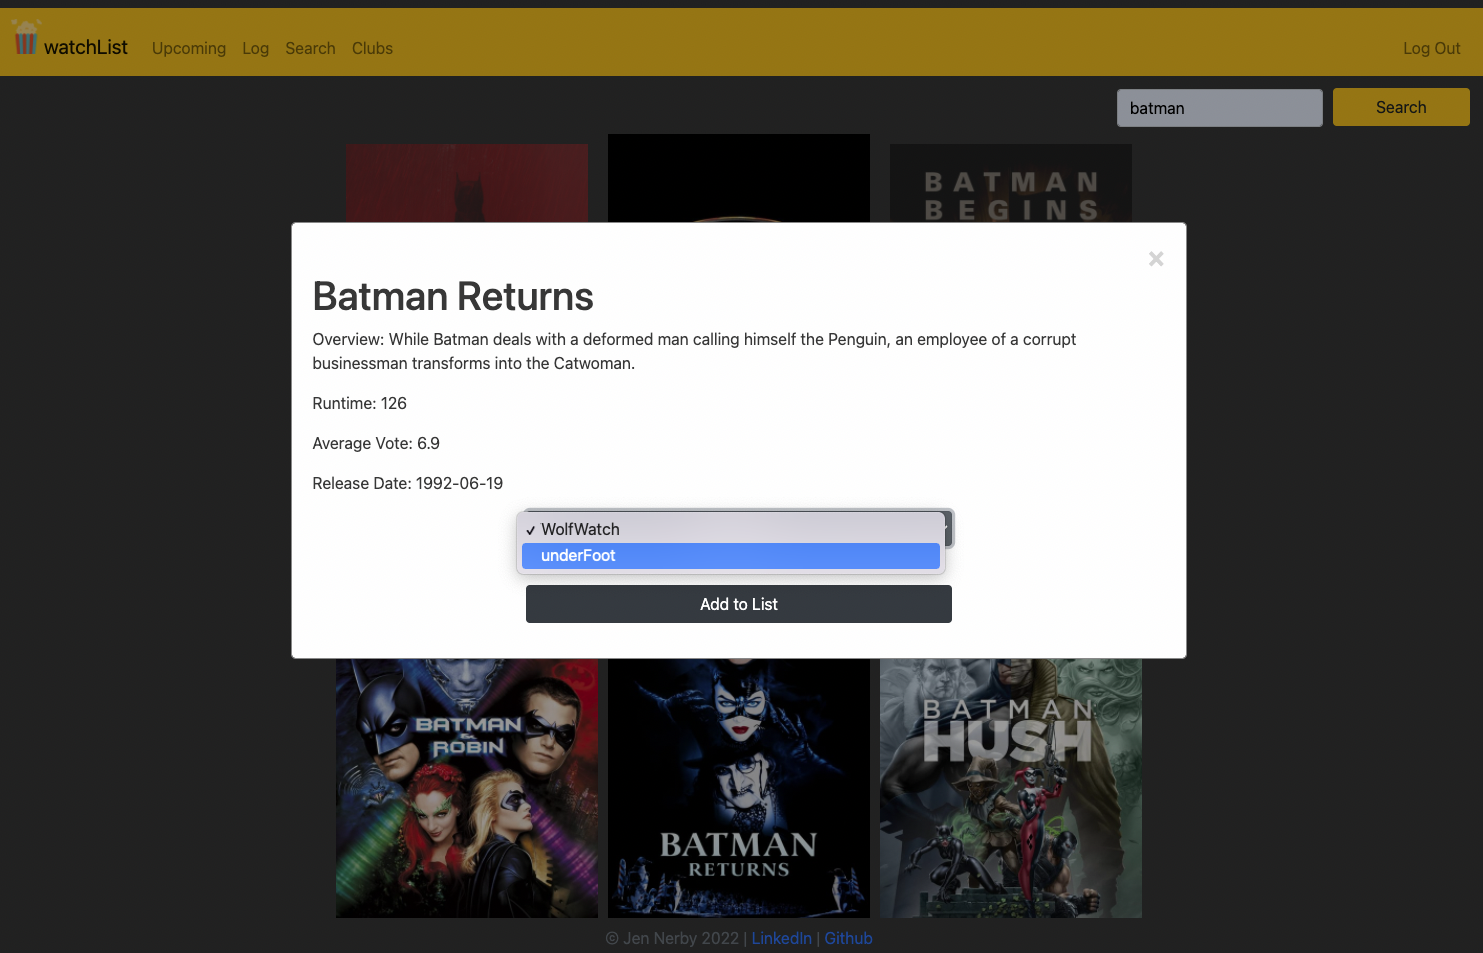 watchList Upcoming Log Search Clubs Log Out
batman Search
BATMAN
BEGINS
×
Batman Returns
Overview: While Batman deals with a deformed man calling himself the Penguin, an employee of a corrupt
businessman transforms into the Catwoman.
Runtime: 126
Average Vote: 6.9
Release Date: 1992-06-19
✓ WolfWatch
underFoot
Add to List
BATMAN
&
ROBIN
BATMAN
RETURNS
BATMAN
HUSH
© Jen Nerby 2022 | LinkedIn | Github